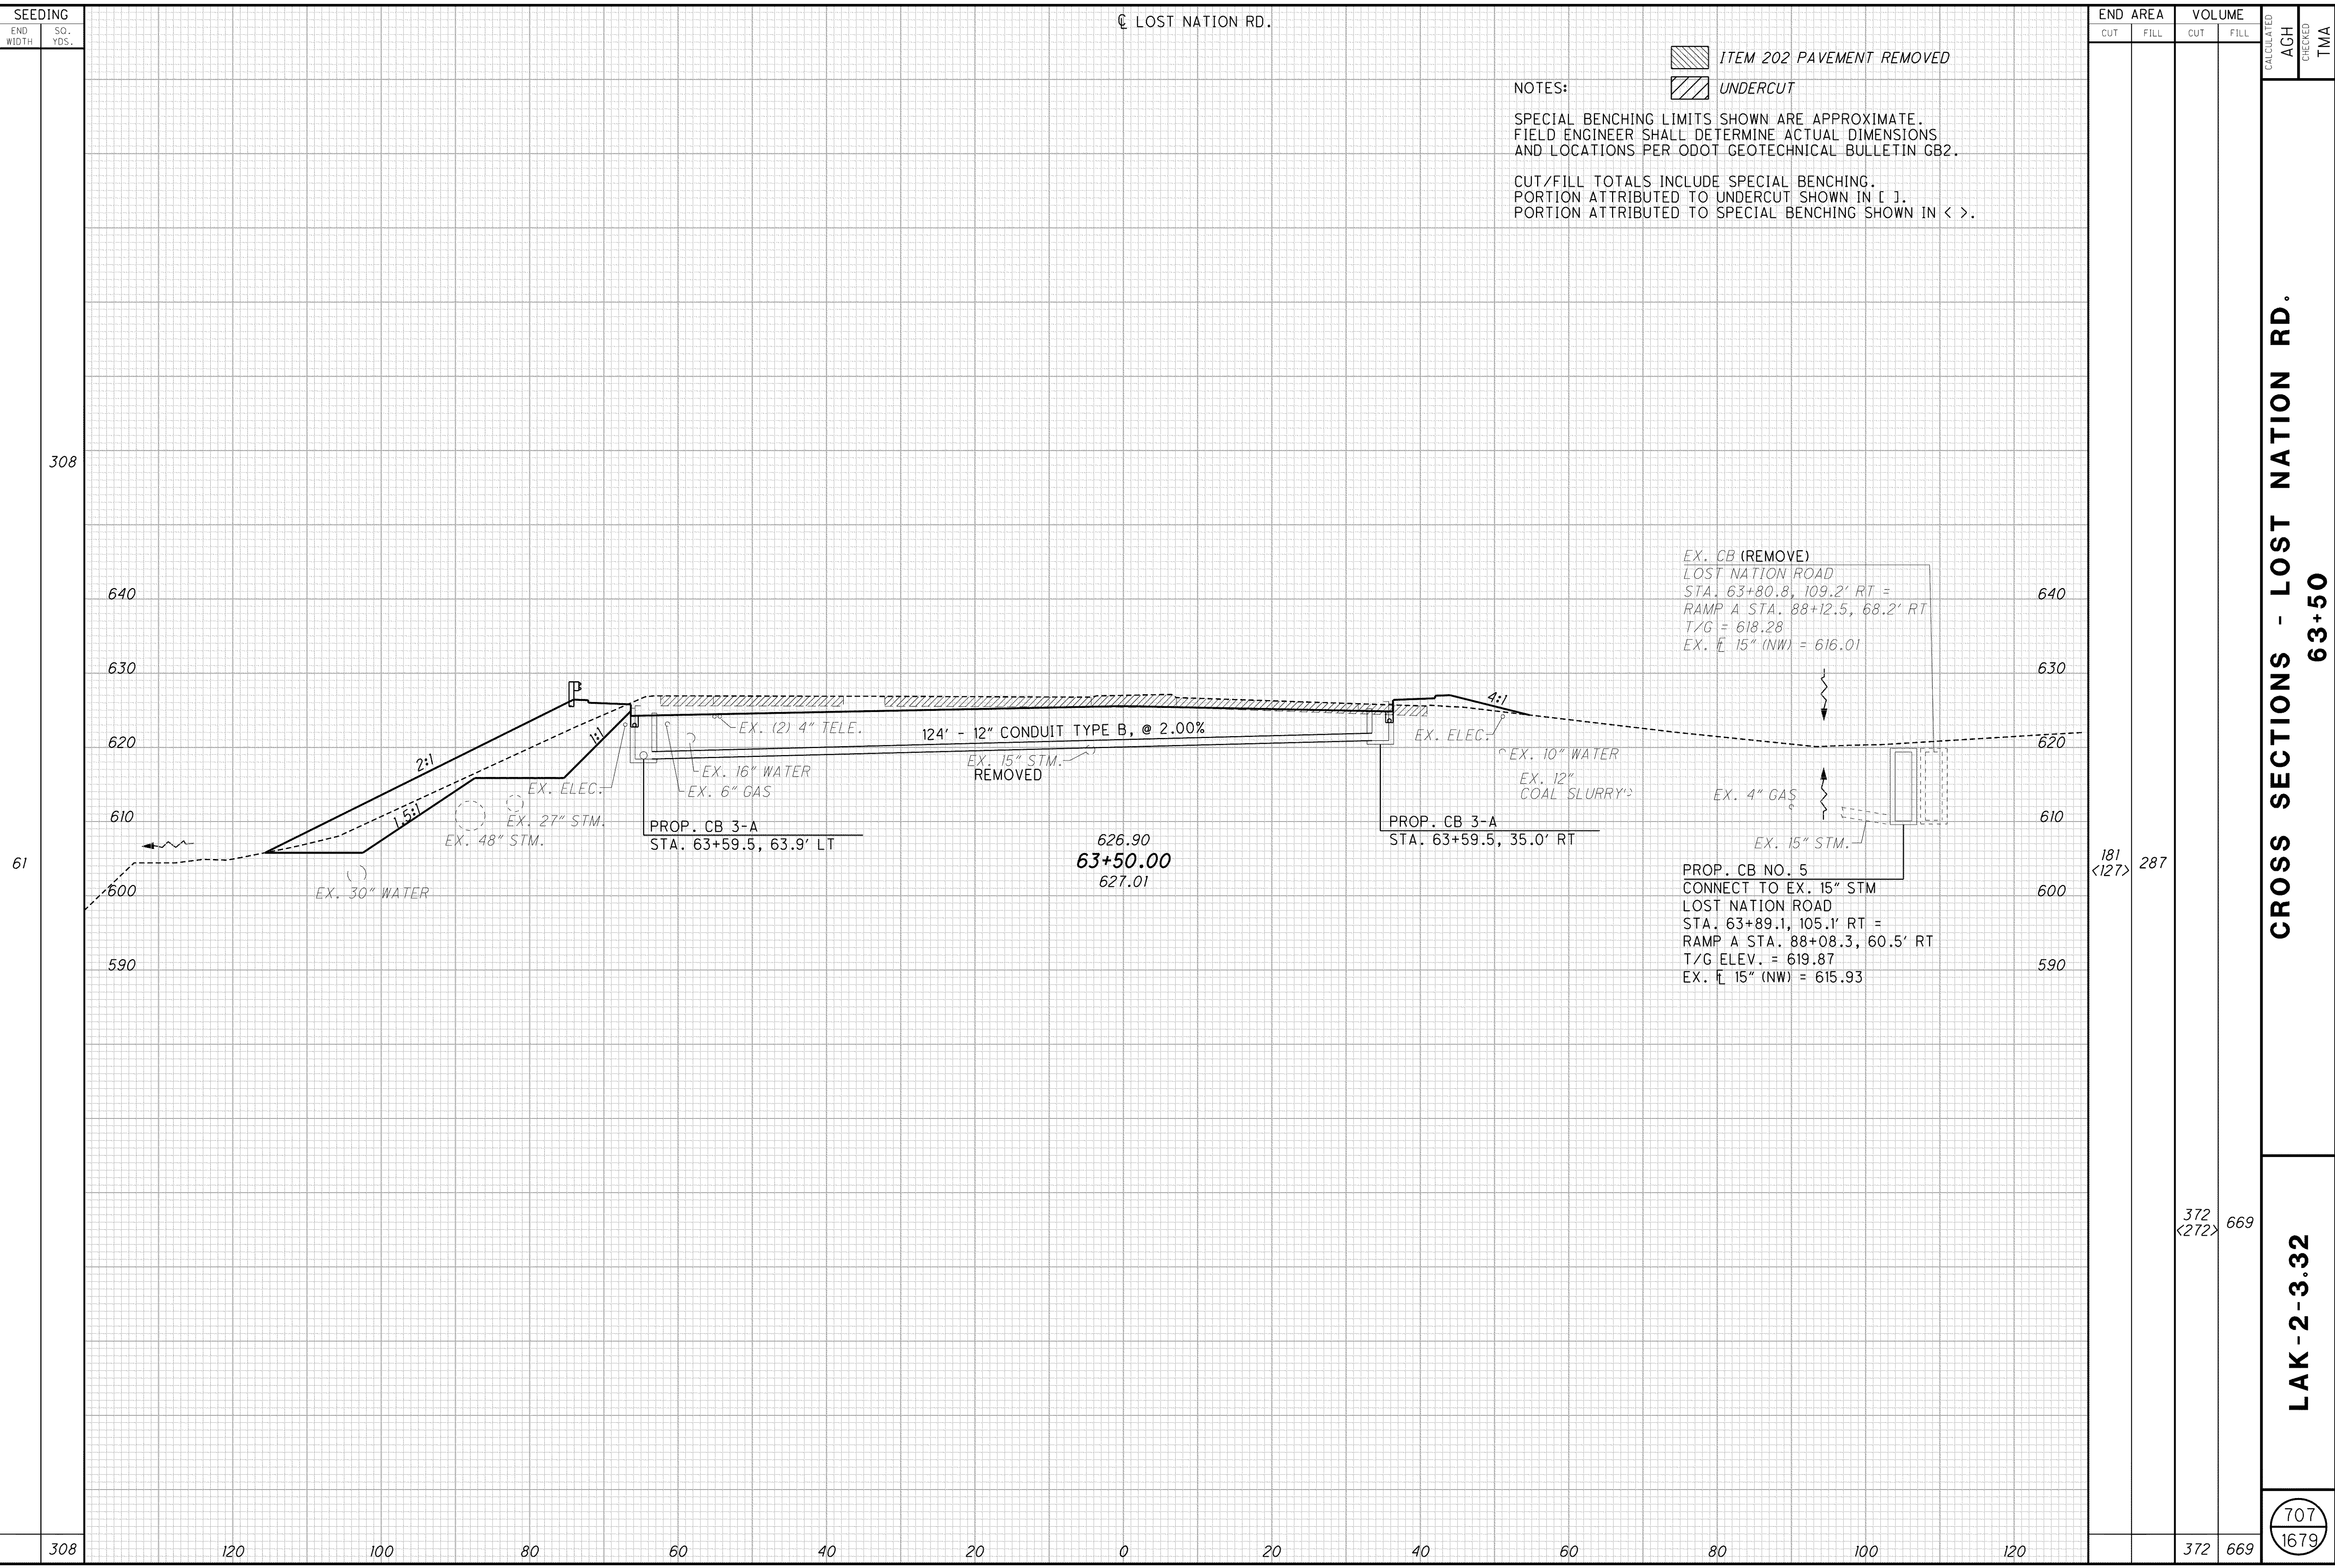 SEEDING
END WIDTH
SQ. YDS.
℄ LOST NATION RD.
END AREA
VOLUME
CUT
FILL
CUT
FILL
CALCULATED
AGH
CHECKED
TMA
ITEM 202 PAVEMENT REMOVED
NOTES:
UNDERCUT
SPECIAL BENCHING LIMITS SHOWN ARE APPROXIMATE.
FIELD ENGINEER SHALL DETERMINE ACTUAL DIMENSIONS
AND LOCATIONS PER ODOT GEOTECHNICAL BULLETIN GB2.
CUT/FILL TOTALS INCLUDE SPECIAL BENCHING.
PORTION ATTRIBUTED TO UNDERCUT SHOWN IN [ ].
PORTION ATTRIBUTED TO SPECIAL BENCHING SHOWN IN < >.
308
EX. CB (REMOVE)
LOST NATION ROAD
STA. 63+80.8, 109.2' RT =
RAMP A STA. 88+12.5, 68.2' RT
T/G = 618.28
EX. 15" (NW) = 616.01
640
630
620
610
600
590
640
630
620
610
600
590
2:1
1:1
1.5:1
4:1
EX. (2) 4" TELE.
124' - 12" CONDUIT TYPE B, @ 2.00%
EX. ELEC.
EX. 16" WATER
EX. 15" STM.
REMOVED
EX. 10" WATER
EX. ELEC.
EX. 6" GAS
EX. 12"
COAL SLURRY
EX. 4" GAS
EX. 27" STM.
EX. 48" STM.
PROP. CB 3-A
STA. 63+59.5, 63.9' LT
PROP. CB 3-A
STA. 63+59.5, 35.0' RT
EX. 15" STM.
626.90
63+50.00
627.01
EX. 30" WATER
PROP. CB NO. 5
CONNECT TO EX. 15" STM
LOST NATION ROAD
STA. 63+89.1, 105.1' RT =
RAMP A STA. 88+08.3, 60.5' RT
T/G ELEV. = 619.87
EX. 15" (NW) = 615.93
61
181
<127>
287
372
<272>
669
308
120
100
80
60
40
20
0
20
40
60
80
100
120
372
669
CROSS SECTIONS - LOST NATION RD.
63+50
LAK-2-3.32
707
1679